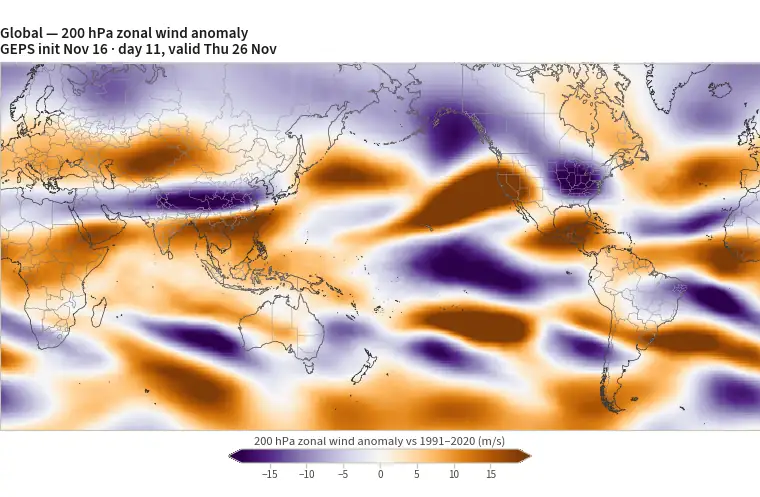 Global — 200 hPa zonal wind anomaly
GEPS init Nov 16 · day 11, valid Thu 26 Nov
200 hPa zonal wind anomaly vs 1991–2020 (m/s)
−15 −10 −5 0 5 10 15